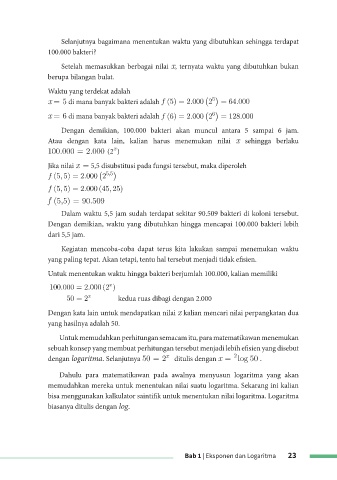 Selanjutnya bagaimana menentukan waktu yang dibutuhkan sehingga terdapat
100.000 bakteri?
Setelah memasukkan berbagai nilai x, ternyata waktu yang dibutuhkan bukan
berupa bilangan bulat.
Waktu yang terdekat adalah
x = 5 di mana banyak bakteri adalah f (5) = 2.000 (2⁵) = 64.000
x = 6 di mana banyak bakteri adalah f (6) = 2.000 (2⁶) = 128.000
Dengan demikian, 100.000 bakteri akan muncul antara 5 sampai 6 jam.
Atau dengan kata lain, kalian harus menemukan nilai x sehingga berlaku
100.000 = 2.000 (2ˣ)
Jika nilai x = 5,5 disubstitusi pada fungsi tersebut, maka diperoleh
f (5,5) = 2.000 (2⁵,⁵)
f (5,5) = 2.000 (45,25)
f (5,5) = 90.509
Dalam waktu 5,5 jam sudah terdapat sekitar 90.509 bakteri di koloni tersebut.
Dengan demikian, waktu yang dibutuhkan hingga mencapai 100.000 bakteri lebih
dari 5,5 jam.
Kegiatan mencoba-coba dapat terus kita lakukan sampai menemukan waktu
yang paling tepat. Akan tetapi, tentu hal tersebut menjadi tidak efisien.
Untuk menentukan waktu hingga bakteri berjumlah 100.000, kalian memiliki
100.000 = 2.000 (2ˣ)
50 = 2ˣ kedua ruas dibagi dengan 2.000
Dengan kata lain untuk mendapatkan nilai x kalian mencari nilai perpangkatan dua
yang hasilnya adalah 50.
Untuk memudahkan perhitungan semacam itu, para matematikawan menemukan
sebuah konsep yang membuat perhitungan tersebut menjadi lebih efisien yang disebut
dengan logaritma. Selanjutnya 50 = 2ˣ ditulis dengan x = ²log 50 .
Dahulu para matematikawan pada awalnya menyusun logaritma yang akan
memudahkan mereka untuk menentukan nilai suatu logaritma. Sekarang ini kalian
bisa menggunakan kalkulator saintifik untuk menentukan nilai logaritma. Logaritma
biasanya ditulis dengan log.
Bab 1 | Eksponen dan Logaritma 23